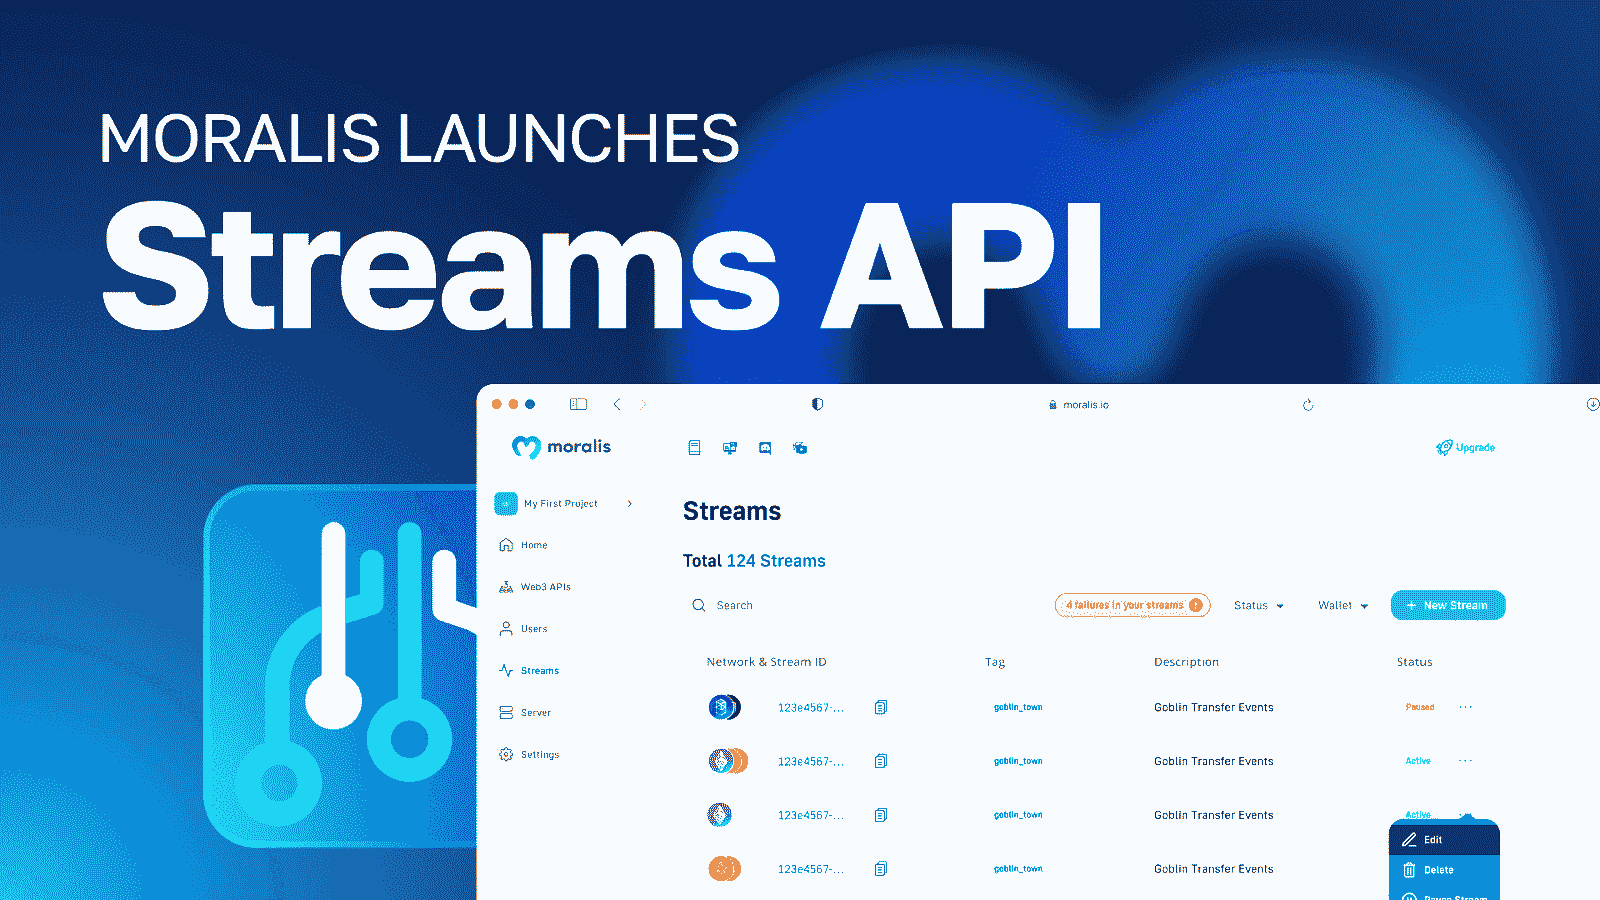 MORALIS LAUNCHES
Streams API
moralis.io
moralis
Upgrade
My First Project
Home
Web3 APIs
Users
Streams
Server
Settings
Streams
Total 124 Streams
Search
4 failures in your streams !
Status
Wallet
+ New Stream
Network & Stream ID Tag Description Status
123e4567-... goblin_town Goblin Transfer Events Paused ...
123e4567-... goblin_town Goblin Transfer Events Active ...
123e4567-... goblin_town Goblin Transfer Events Active
123e4567-... goblin_town Goblin Transfer Events
Edit
Delete
Pause Stream